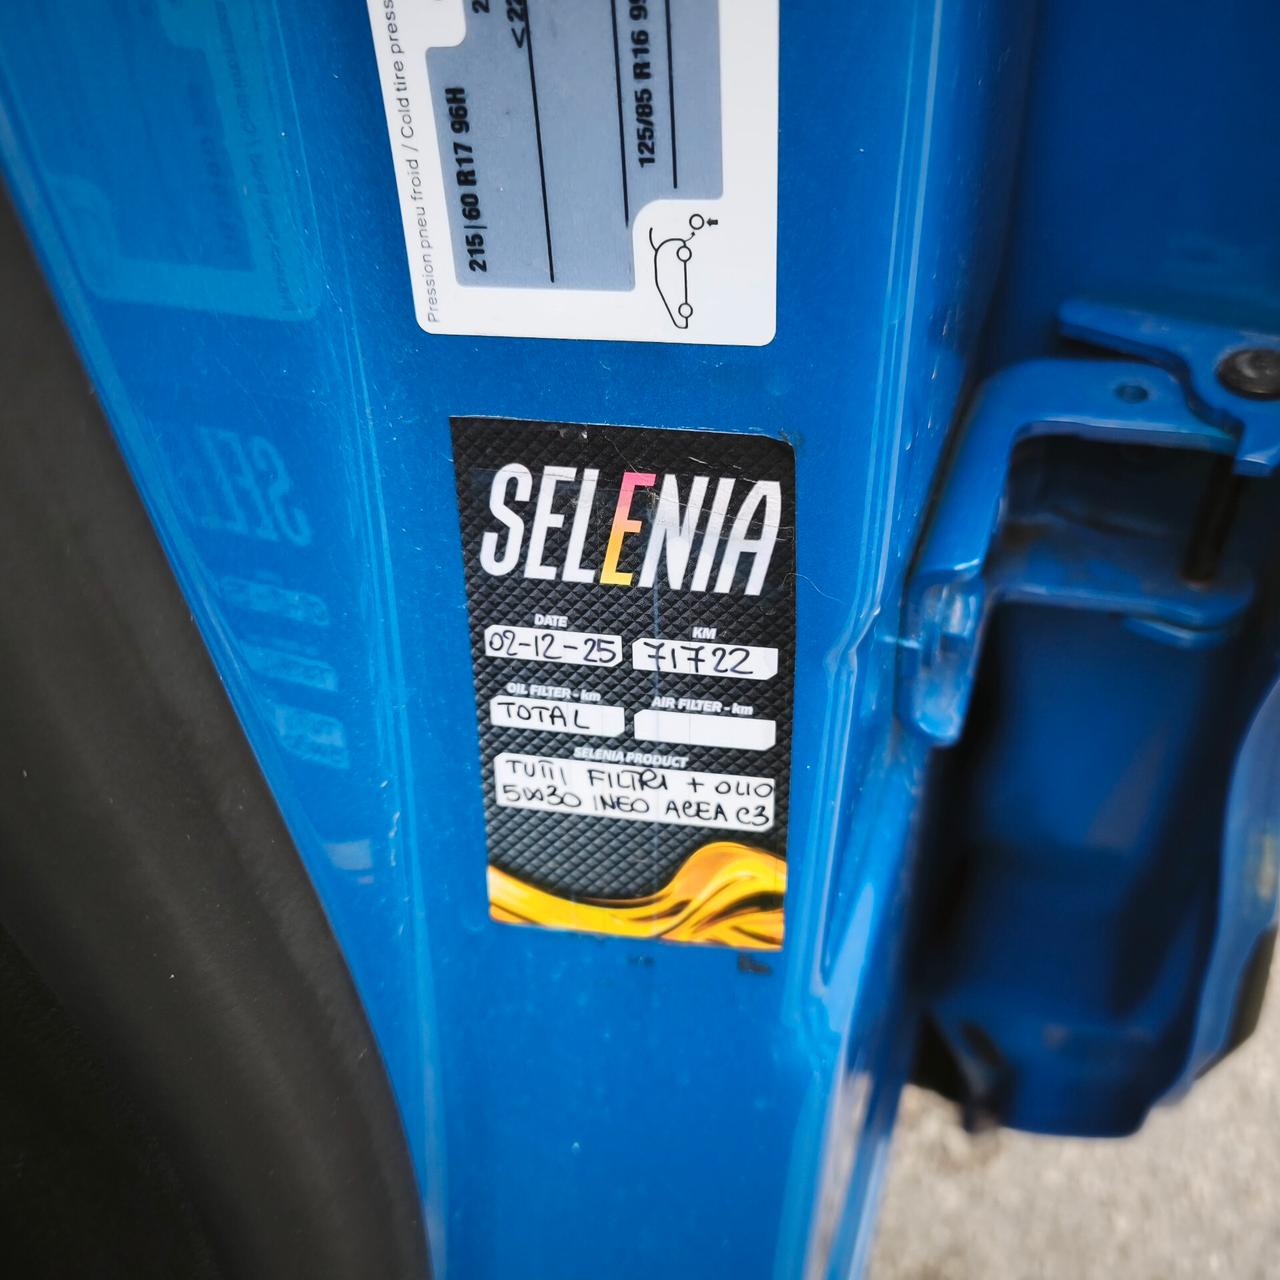 Pression pneu froid / Cold tire press
215|60 R17 96H
125/85 R16 99
SELENIA
DATE KM
02-12-25 71722
OIL FILTER - km AIR FILTER - km
TOTAL
SELENIA PRODUCT
TUTTI FILTRI + OLIO
5W30 INEO ACEA C3